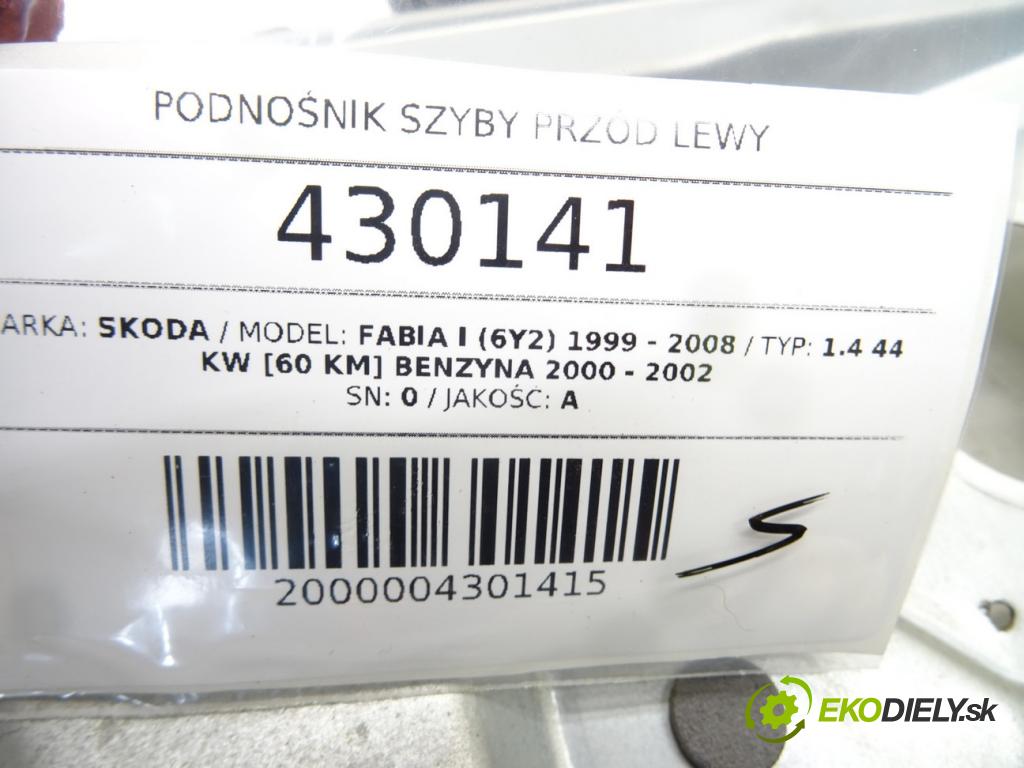 PODNOŚNIK SZYBY PRZÓD LEWY
430141
ARKA: SKODA / MODEL: FABIA I (6Y2) 1999 - 2008 / TYP: 1.4 44
KW [60 KM] BENZYNA 2000 - 2002
SN: 0 / JAKOŚĆ: A
2000004301415
S
EKODIELY.sk